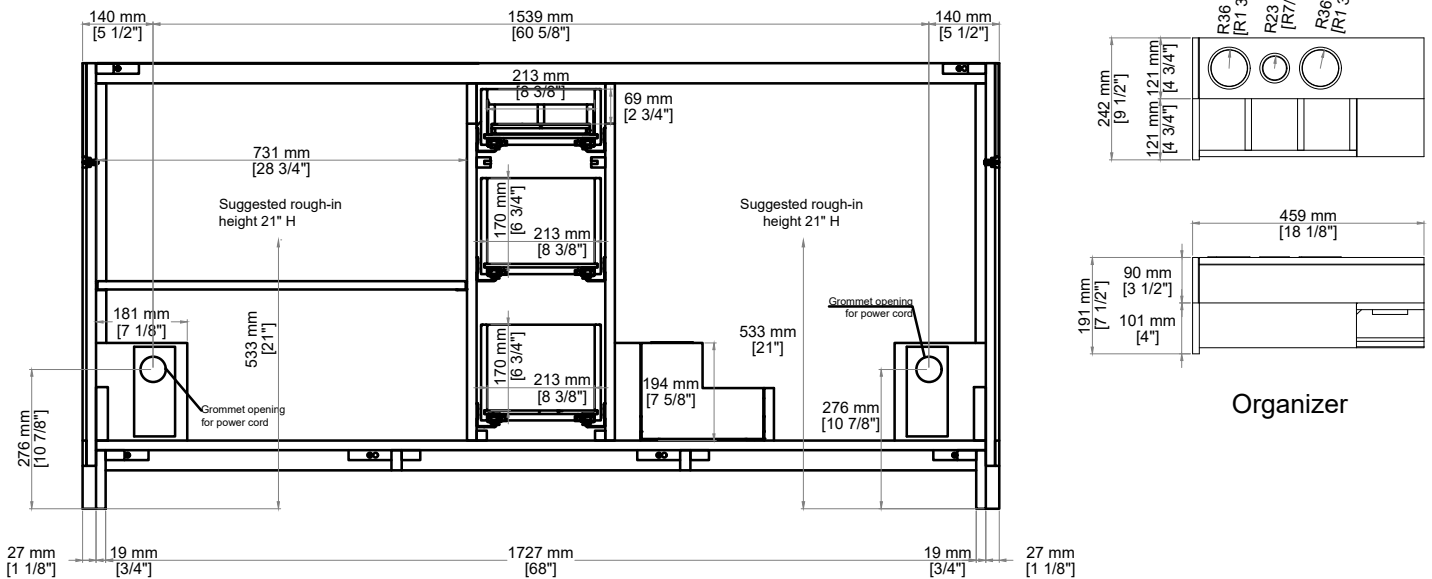 140 mm
[5 1/2"]
1539 mm
[60 5/8"]
140 mm
[5 1/2"]
213 mm
[8 3/8"]
69 mm
[2 3/4"]
731 mm
[28 3/4"]
Suggested rough-in
height 21" H
170 mm
[6 3/4"]
213 mm
[8 3/8"]
Suggested rough-in
height 21" H
181 mm
[7 1/8"]
533 mm
[21"]
Grommet opening
for power cord
276 mm
[10 7/8"]
170 mm
[6 3/4"]
213 mm
[8 3/8"]
194 mm
[7 5/8"]
533 mm
[21"]
Grommet opening
for power cord
276 mm
[10 7/8"]
27 mm
[1 1/8"]
19 mm
[3/4"]
1727 mm
[68"]
19 mm
[3/4"]
27 mm
[1 1/8"]
R36
[R1 3
R23
[R7/
R36
[R1 3
242 mm
[9 1/2"]
121 mm
[4 3/4"]
121 mm
[4 3/4"]
459 mm
[18 1/8"]
191 mm
[7 1/2"]
90 mm
[3 1/2"]
101 mm
[4"]
Organizer